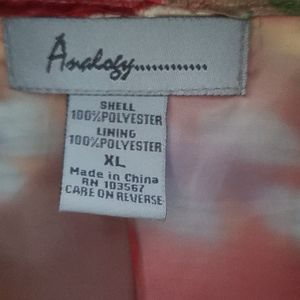 Analogy.............
SHELL
100%POLYESTER
LINING
100%POLYESTER
XL
Made in China
RN 103567
CARE ON REVERSE